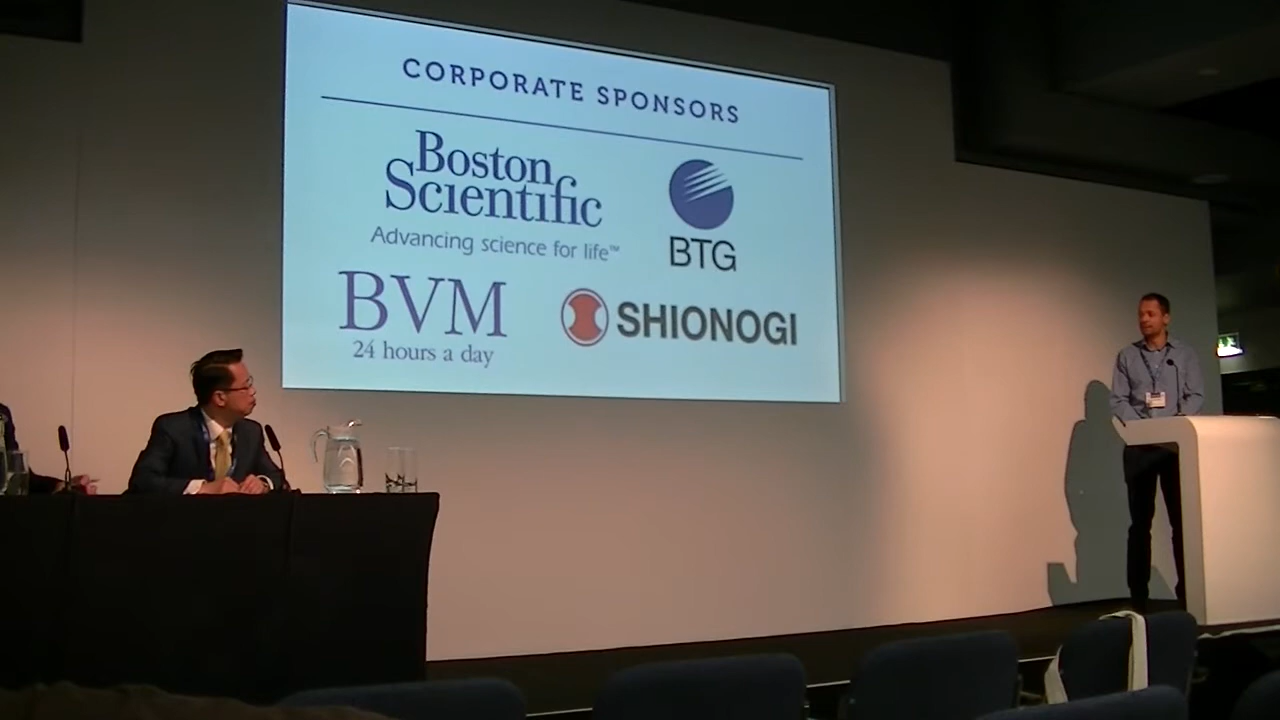 CORPORATE SPONSORS
Boston
Scientific
Advancing science for life™
BTG
BVM
24 hours a day
SHIONOGI